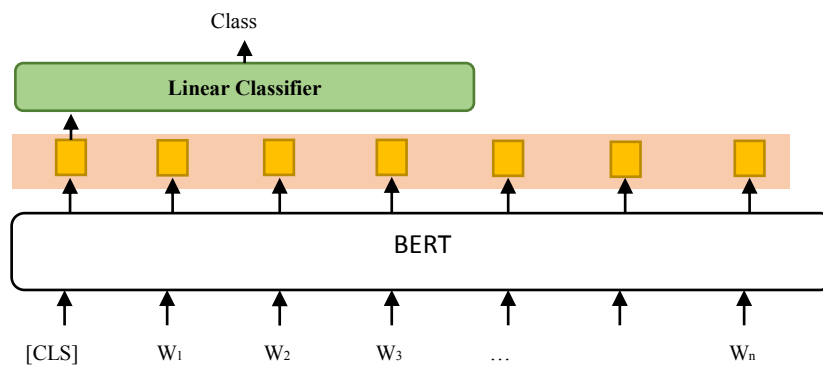 Class
Linear Classifier
BERT
[CLS] W1 W2 W3 … Wn